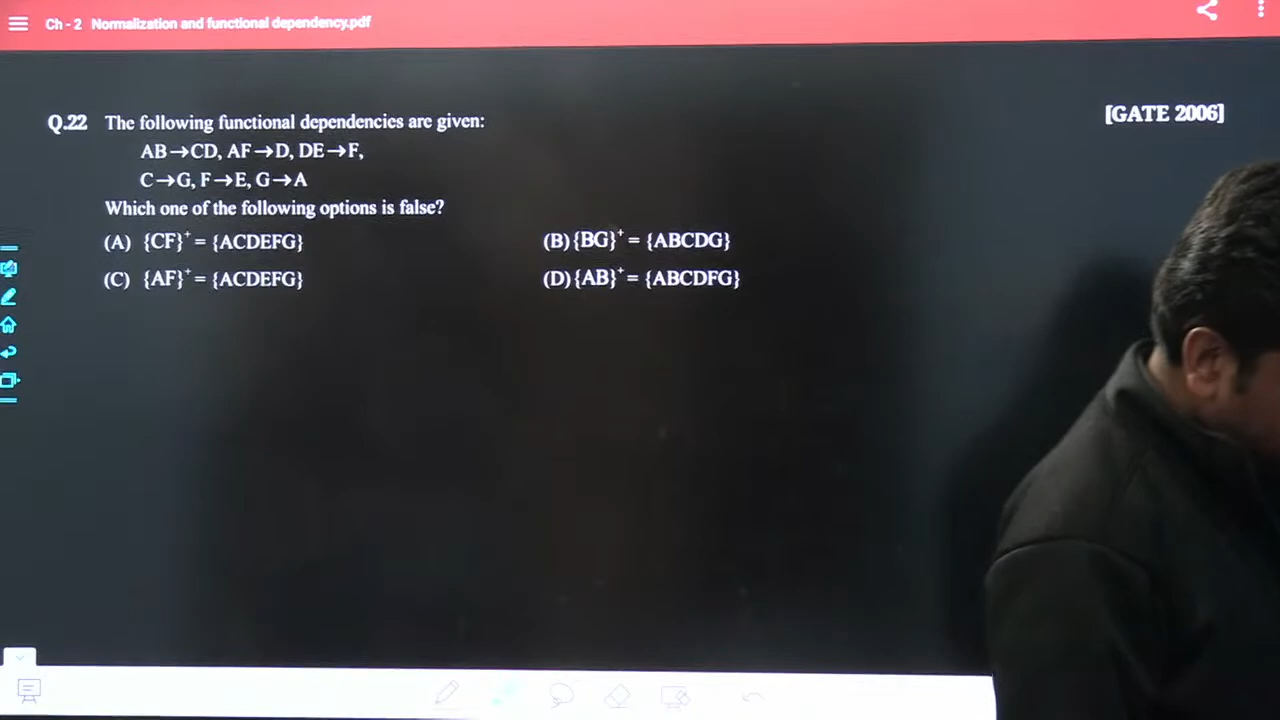 Ch - 2 Normalization and functional dependency.pdf
Q.22 The following functional dependencies are given: [GATE 2006]
AB→CD, AF→D, DE→F,
C→G, F→E, G→A
Which one of the following options is false?
(A) {CF}⁺ = {ACDEFG} (B) {BG}⁺ = {ABCDG}
(C) {AF}⁺ = {ACDEFG} (D) {AB}⁺ = {ABCDFG}